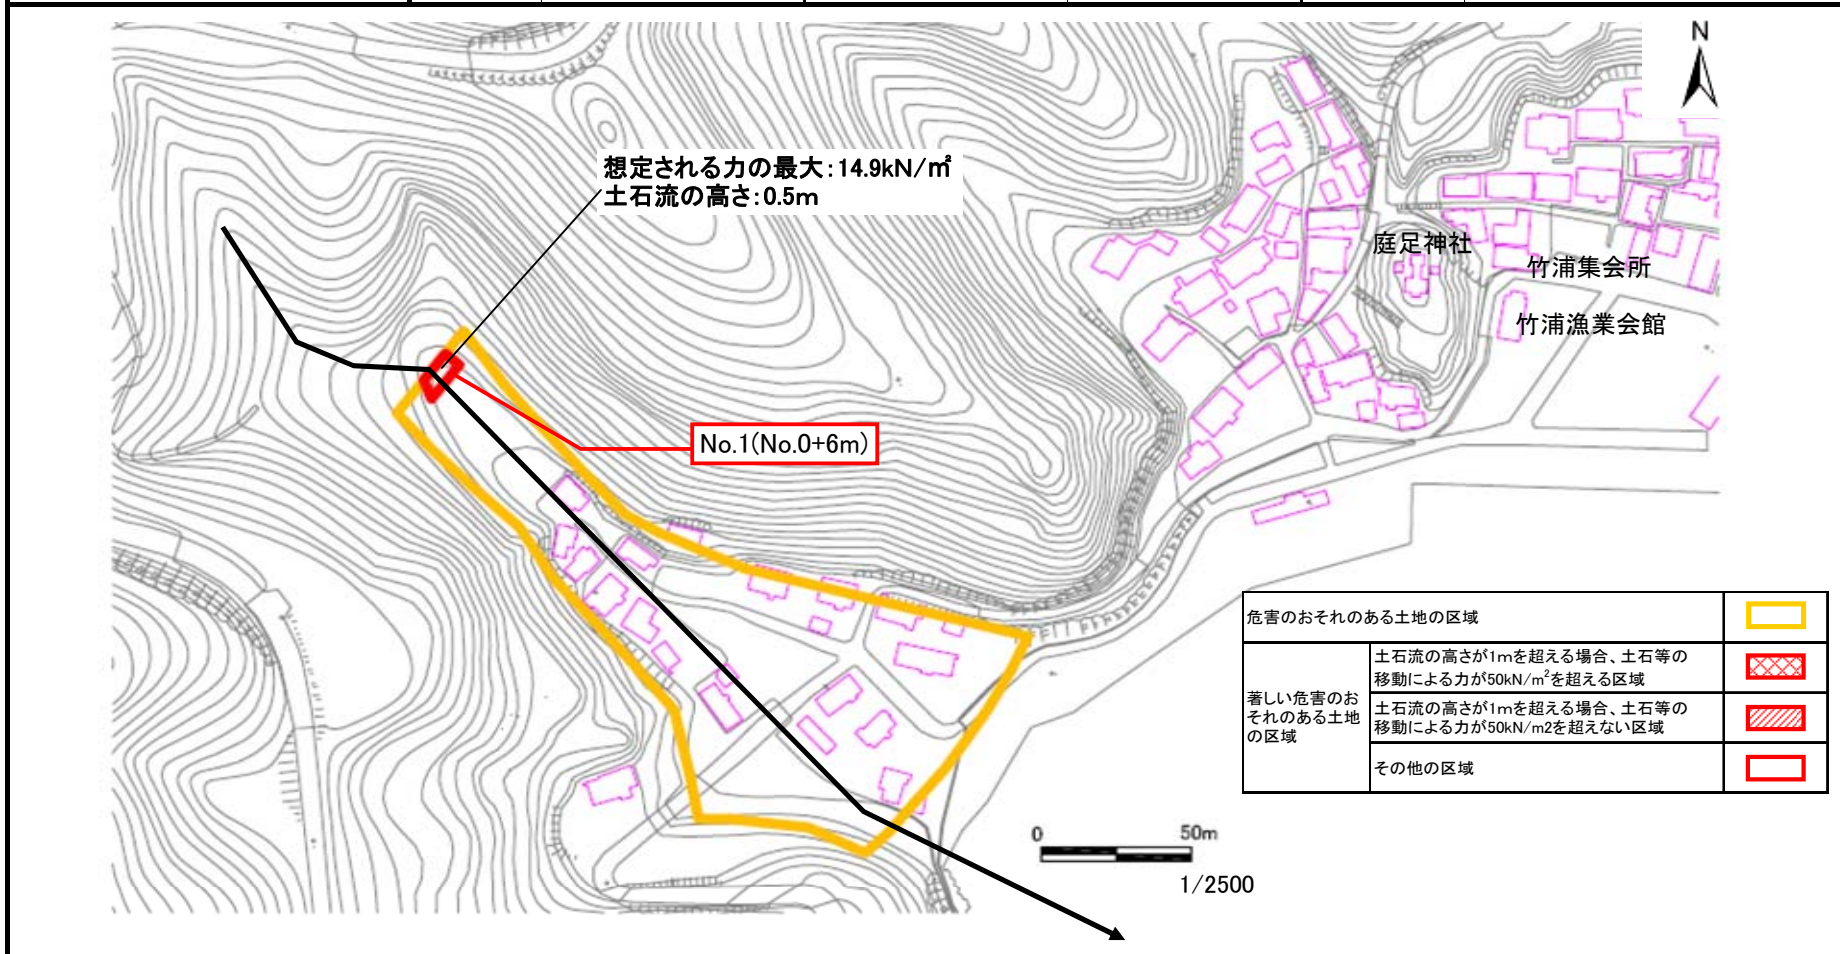 N
想定される力の最大:14.9kN/㎡
土石流の高さ:0.5m
庭足神社
竹浦集会所
竹浦漁業会館
No.1(No.0+6m)
危害のおそれのある土地の区域
著しい危害のお
それのある土地
の区域
土石流の高さが1mを超える場合、土石等の
移動による力が50kN/m²を超える区域
土石流の高さが1mを超える場合、土石等の
移動による力が50kN/m2を超えない区域
その他の区域
0 50m
1/2500